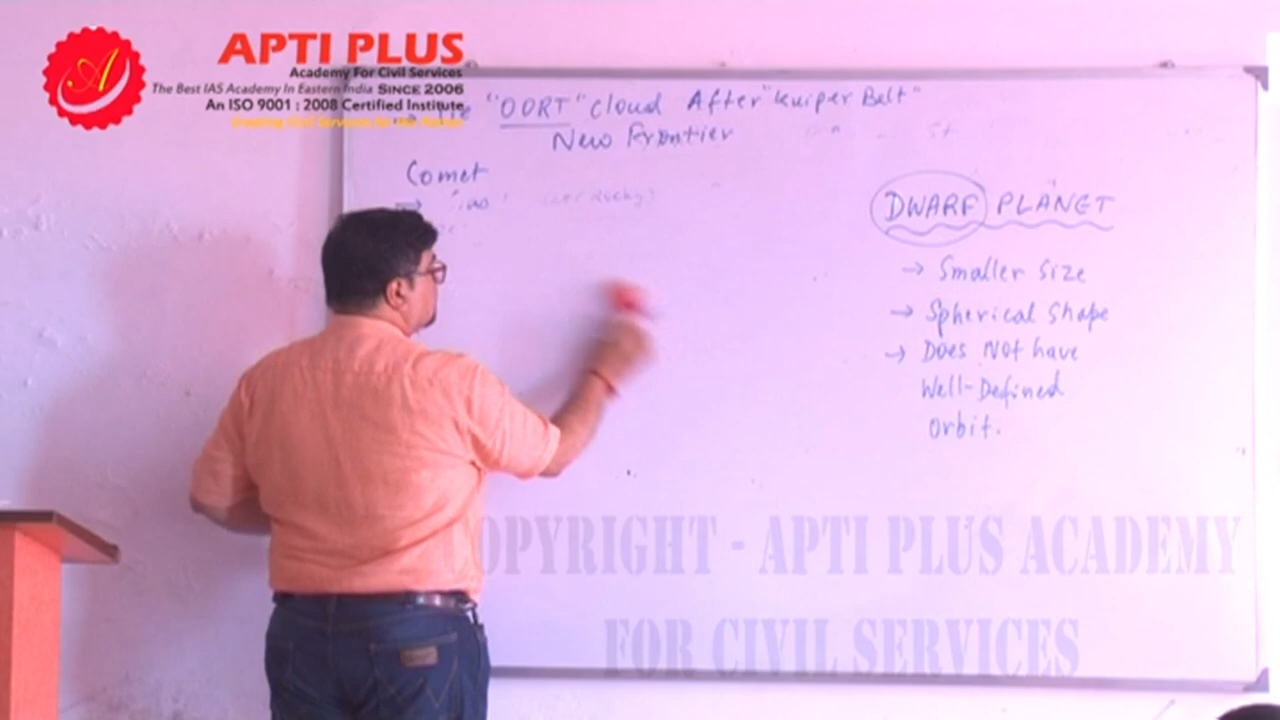 APTI PLUS
Academy For Civil Services
The Best IAS Academy In Eastern India SINCE 2006
An ISO 9001 : 2008 Certified Institute
A
"OORT" cloud After "Kuiper Belt"
New Frontier
Comet
DWARF PLANET
→ Smaller Size
→ Spherical Shape
→ Does Not have
Well-Defined
Orbit.
COPYRIGHT - APTI PLUS ACADEMY
FOR CIVIL SERVICES